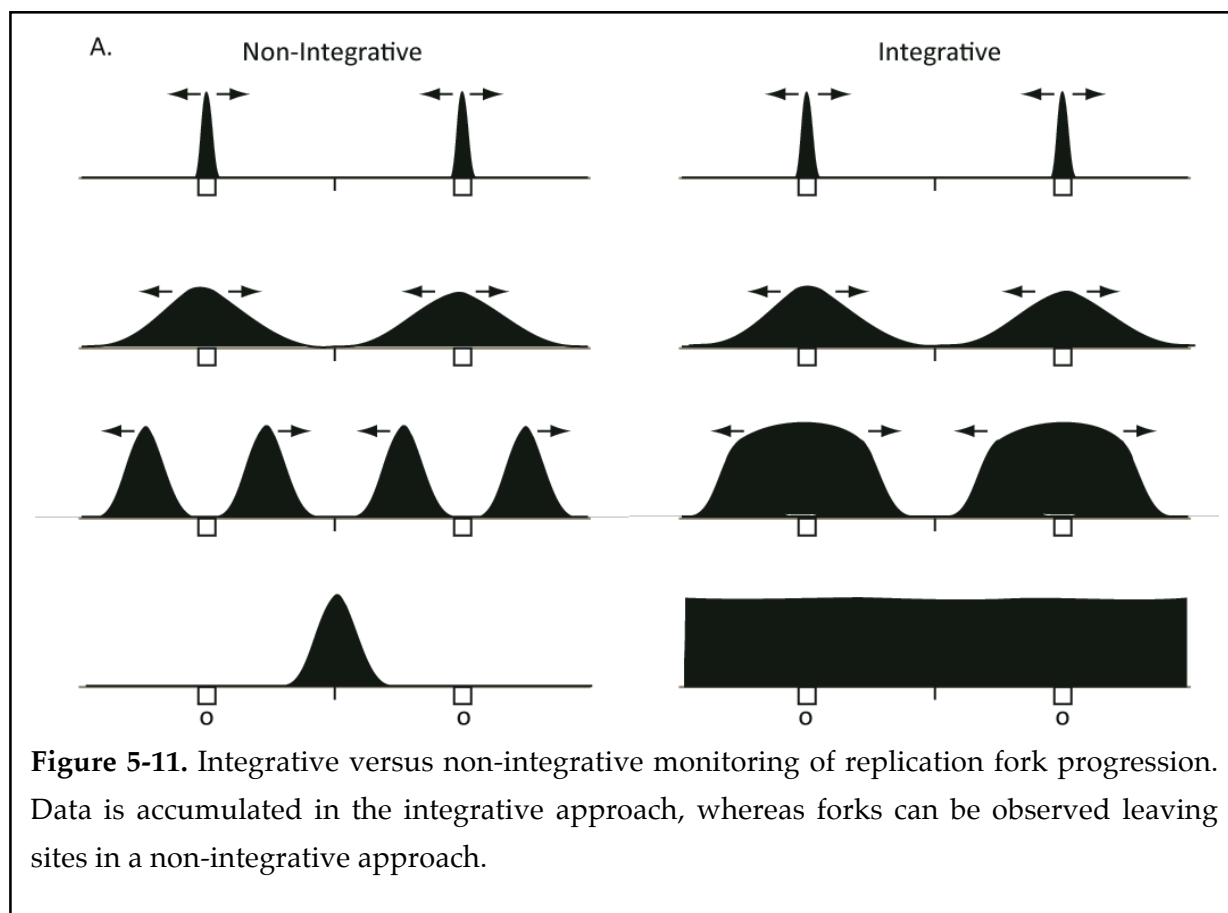 A.
Non-Integrative
Integrative
O O O O
Figure 5-11. Integrative versus non-integrative monitoring of replication fork progression.
Data is accumulated in the integrative approach, whereas forks can be observed leaving
sites in a non-integrative approach.